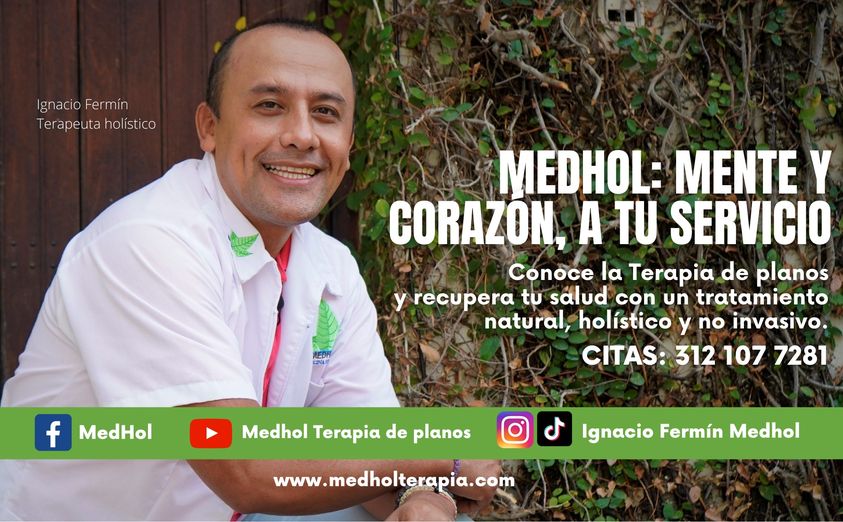 Ignacio Fermín
Terapeuta holístico
MEDHOL: MENTE Y
CORAZÓN, A TU SERVICIO
Conoce la Terapia de planos
y recupera tu salud con un tratamiento
natural, holístico y no invasivo.
CITAS: 312 107 7281
MedHol
Medhol Terapia de planos
Ignacio Fermín Medhol
www.medholterapia.com